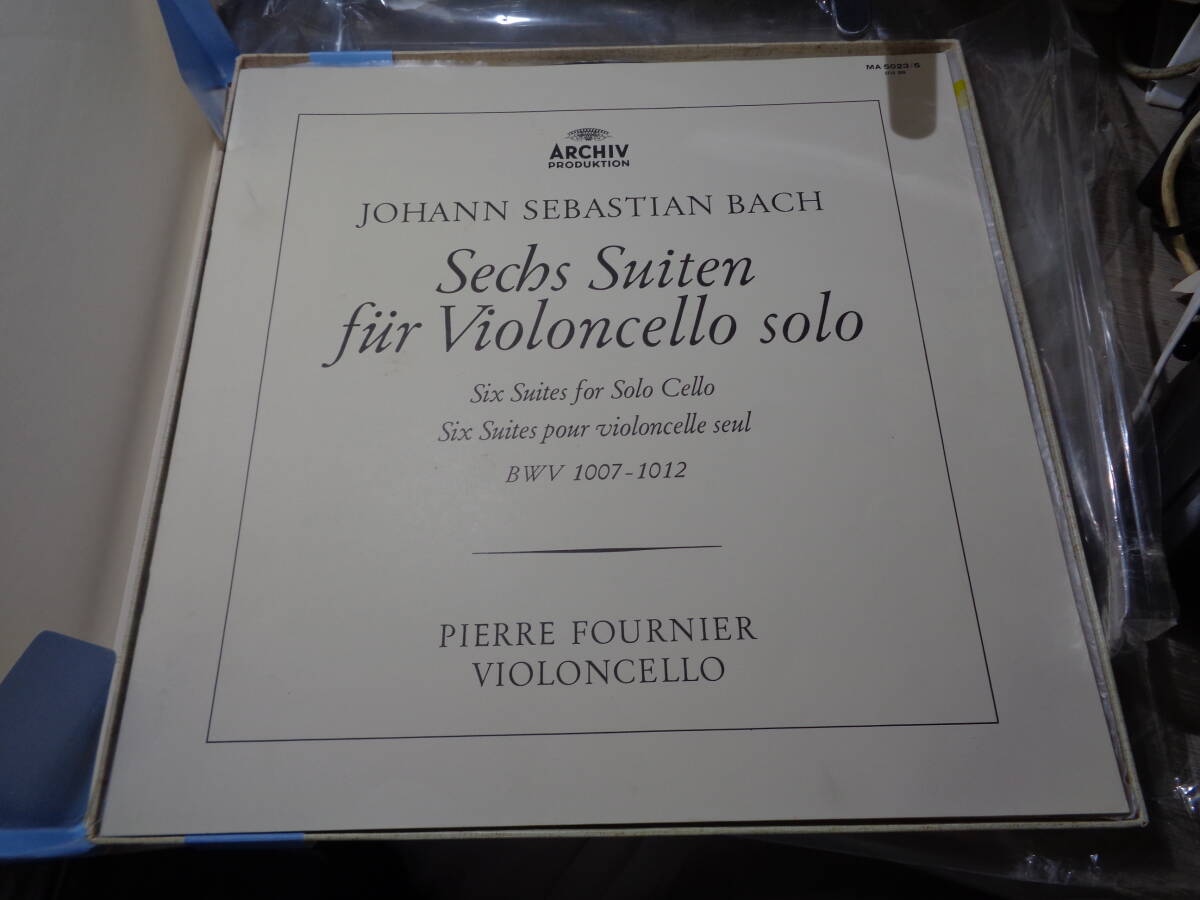 MA 5023/5
ARCHIV
PRODUKTION
JOHANN SEBASTIAN BACH
Sechs Suiten
für Violoncello solo
Six Suites for Solo Cello
Six Suites pour violoncelle seul
BWV 1007-1012
PIERRE FOURNIER
VIOLONCELLO